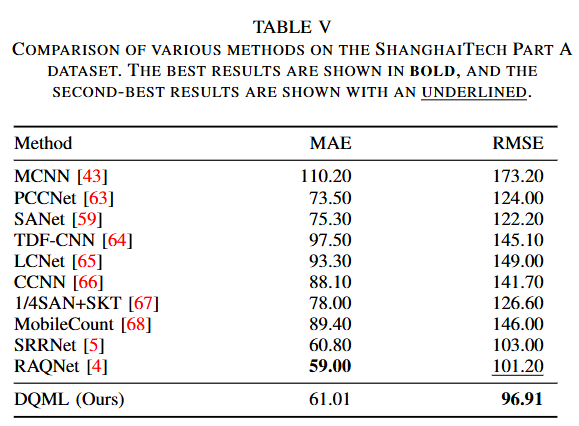 TABLE V
COMPARISON OF VARIOUS METHODS ON THE SHANGHAITECH PART A
DATASET. THE BEST RESULTS ARE SHOWN IN BOLD, AND THE
SECOND-BEST RESULTS ARE SHOWN WITH AN UNDERLINED.
Method MAE RMSE
MCNN [43] 110.20 173.20
PCCNet [63] 73.50 124.00
SANet [59] 75.30 122.20
TDF-CNN [64] 97.50 145.10
LCNet [65] 93.30 149.00
CCNN [66] 88.10 141.70
1/4SAN+SKT [67] 78.00 126.60
MobileCount [68] 89.40 146.00
SRRNet [5] 60.80 103.00
RAQNet [4] 59.00 101.20
DQML (Ours) 61.01 96.91